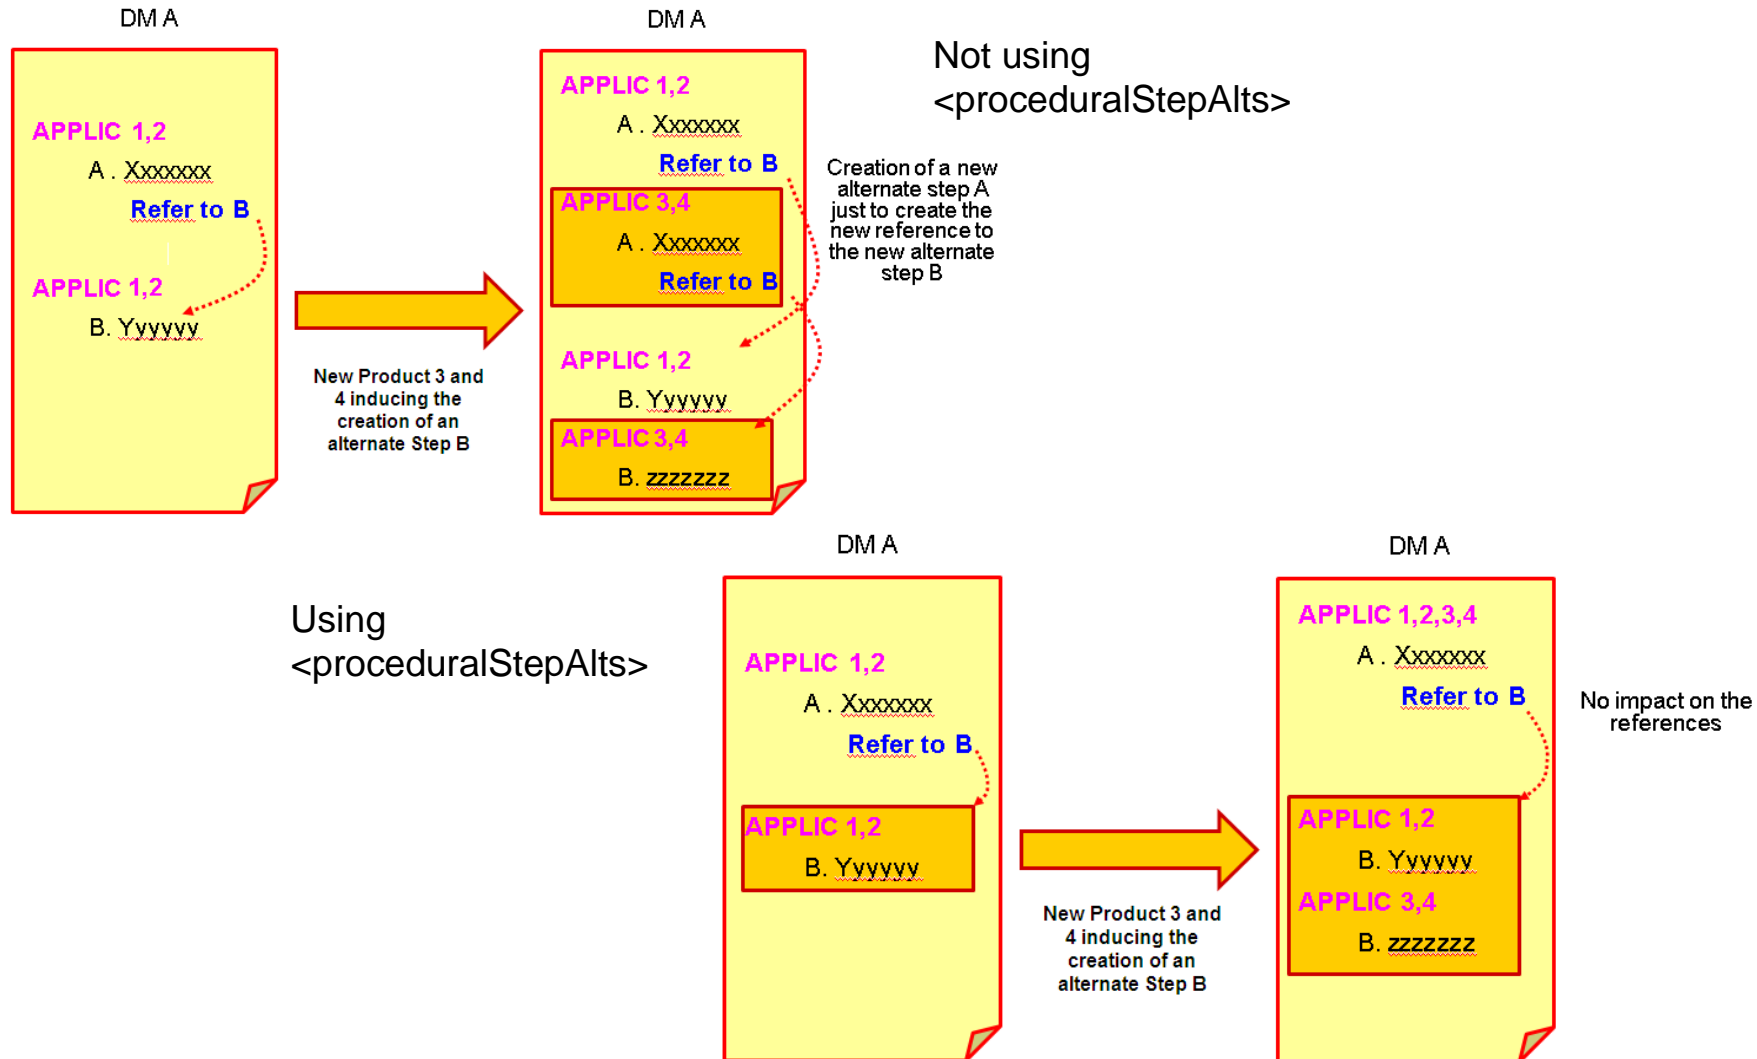 DM A
APPLIC 1,2
A . Xxxxxxxx
Refer to B
APPLIC 1,2
B. Yyyyyy
New Product 3 and
4 inducing the
creation of an
alternate Step B
DM A
APPLIC 1,2
A . Xxxxxxxx
Refer to B
APPLIC 3,4
A . Xxxxxxxx
Refer to B
APPLIC 1,2
B. Yyyyyy
APPLIC 3,4
B. zzzzzzz
Not using
<proceduralStepAlts>
Creation of a new
alternate step A
just to create the
new reference to
the new alternate
step B
Using
<proceduralStepAlts>
DM A
APPLIC 1,2
A . Xxxxxxxx
Refer to B
APPLIC 1,2
B. Yyyyyy
New Product 3 and
4 inducing the
creation of an
alternate Step B
DM A
APPLIC 1,2,3,4
A . Xxxxxxxx
Refer to B
APPLIC 1,2
B. Yyyyyy
APPLIC 3,4
B. zzzzzzz
No impact on the
references